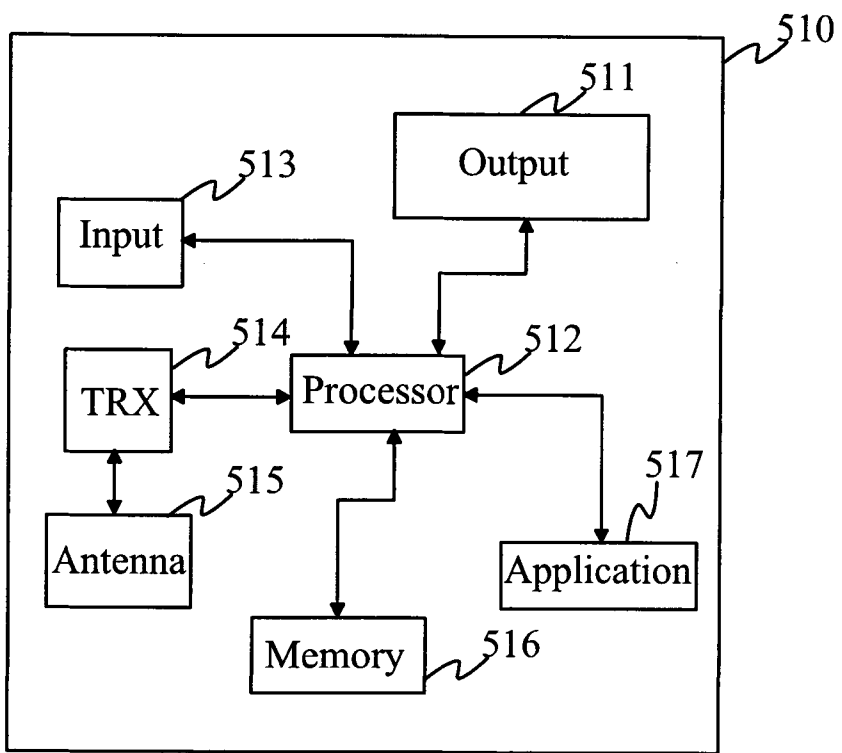 510
511
Output
513
Input
514
TRX
512
Processor
515
Antenna
517
Application
Memory
516